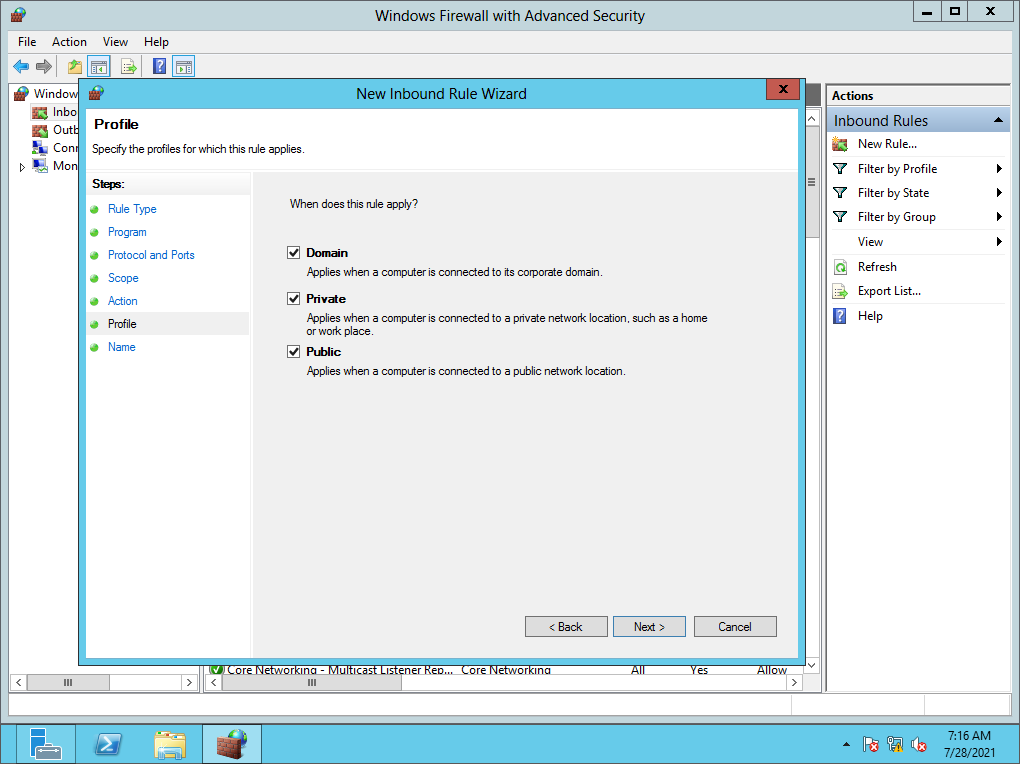 Windows Firewall with Advanced Security
File Action View Help
Window
Inbo
Outb
Conn
Mon
New Inbound Rule Wizard
Profile
Specify the profiles for which this rule applies.
Steps:
Rule Type
Program
Protocol and Ports
Scope
Action
Profile
Name
When does this rule apply?
Domain
Applies when a computer is connected to its corporate domain.
Private
Applies when a computer is connected to a private network location, such as a home
or work place.
Public
Applies when a computer is connected to a public network location.
< Back Next > Cancel
Core Networking - Multicast Listener Rep... Core Networking All Yes Allow
Actions
Inbound Rules
New Rule...
Filter by Profile
Filter by State
Filter by Group
View
Refresh
Export List...
Help
7:16 AM
7/28/2021